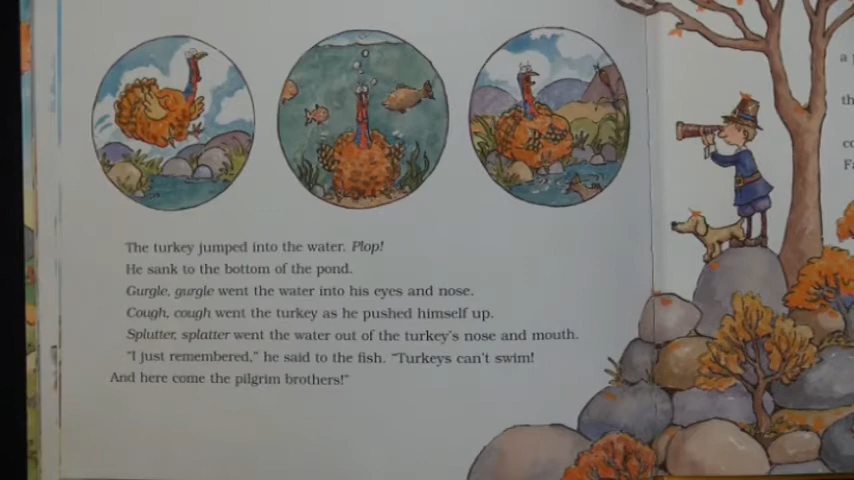 The turkey jumped into the water. Plop!
He sank to the bottom of the pond.
Gurgle, gurgle went the water into his eyes and nose.
Cough, cough went the turkey as he pushed himself up.
Splutter, splatter went the water out of the turkey's nose and mouth.
"I just remembered," he said to the fish. "Turkeys can't swim!
And here come the pilgrim brothers!"
a
th
co
Fa